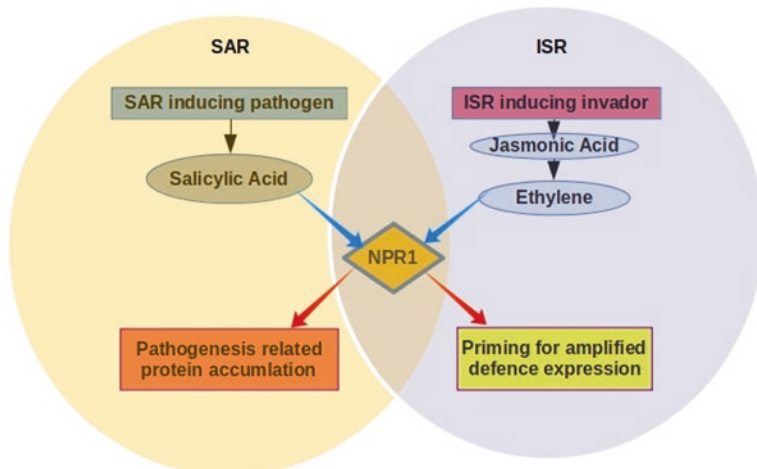 SAR
ISR
SAR inducing pathogen
ISR inducing invador
Jasmonic Acid
Salicylic Acid
Ethylene
NPR1
Pathogenesis related
protein accumlation
Priming for amplified
defence expression